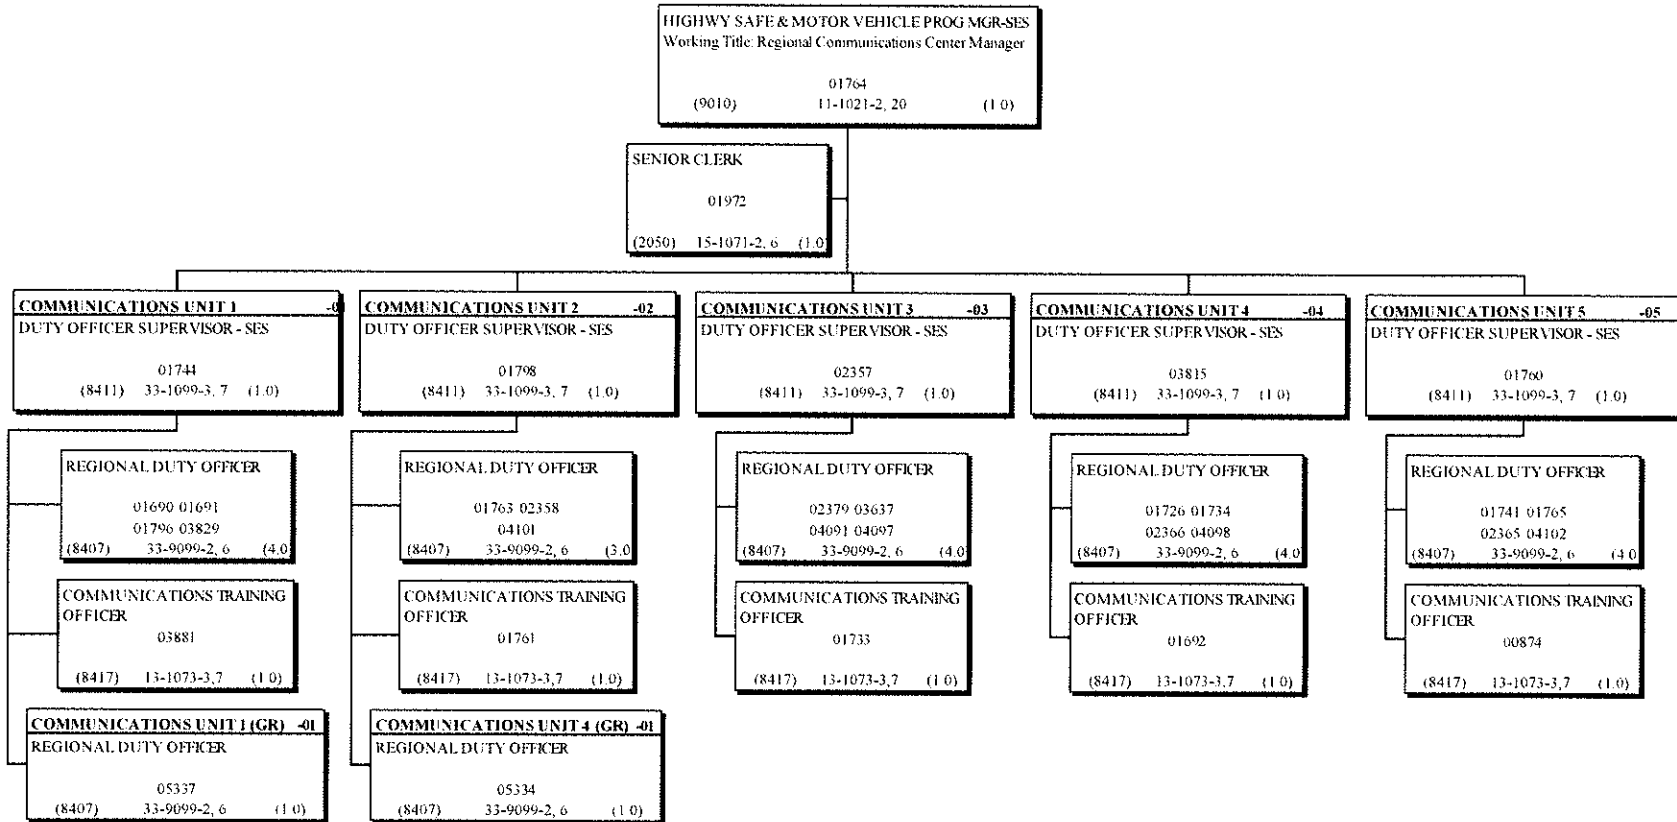 HIGHWY SAFE & MOTOR VEHICLE PROG MGR-SES
Working Title: Regional Communications Center Manager
01764
(9010) 11-1021-2, 20 (1 0)
SENIOR CLERK
01972
(2050) 15-1071-2, 6 (1.0
COMMUNICATIONS UNIT 1 -01
DUTY OFFICER SUPERVISOR - SES
01744
(8411) 33-1099-3, 7 (1.0)
REGIONAL DUTY OFFICER
01690 01691
01796 03829
(8407) 33-9099-2, 6 (4.0
COMMUNICATIONS TRAINING
OFFICER
03881
(8417) 13-1073-3,7 (1 0)
COMMUNICATIONS UNIT 1 (GR) -01
REGIONAL DUTY OFFICER
05337
(8407) 33-9099-2, 6 (1 0)
COMMUNICATIONS UNIT 2 -02
DUTY OFFICER SUPERVISOR - SES
01798
(8411) 33-1099-3, 7 (1.0)
REGIONAL DUTY OFFICER
01763 02358
04101
(8407) 33-9099-2, 6 (3.0
COMMUNICATIONS TRAINING
OFFICER
01761
(8417) 13-1073-3,7 (1.0)
COMMUNICATIONS UNIT 4 (GR) -01
REGIONAL DUTY OFFICER
05334
(8407) 33-9099-2, 6 (1 0)
COMMUNICATIONS UNIT 3 -03
DUTY OFFICER SUPERVISOR - SES
02357
(8411) 33-1099-3, 7 (1.0)
REGIONAL DUTY OFFICER
02379 03637
04091 04097
(8407) 33-9099-2, 6 (4.0
COMMUNICATIONS TRAINING
OFFICER
01733
(8417) 13-1073-3,7 (1 0)
COMMUNICATIONS UNIT 4 -04
DUTY OFFICER SUPERVISOR - SES
03815
(8411) 33-1099-3, 7 (1 0)
REGIONAL DUTY OFFICER
01726 01734
02366 04098
(8407) 33-9099-2, 6 (4.0
COMMUNICATIONS TRAINING
OFFICER
01692
(8417) 13-1073-3,7 (1 0)
COMMUNICATIONS UNIT 5 -05
DUTY OFFICER SUPERVISOR - SES
01760
(8411) 33-1099-3, 7 (1.0)
REGIONAL DUTY OFFICER
01741 01765
02365 04102
(8407) 33-9099-2, 6 (4 0
COMMUNICATIONS TRAINING
OFFICER
00874
(8417) 13-1073-3,7 (1.0)